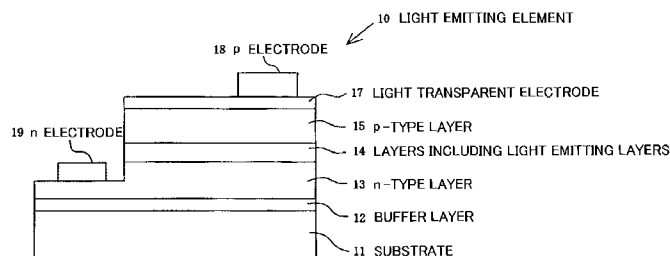 10 LIGHT EMITTING ELEMENT
18 p ELECTRODE
17 LIGHT TRANSPARENT ELECTRODE
15 p-TYPE LAYER
19 n ELECTRODE
14 LAYERS INCLUDING LIGHT EMITTING LAYERS
13 n-TYPE LAYER
12 BUFFER LAYER
11 SUBSTRATE